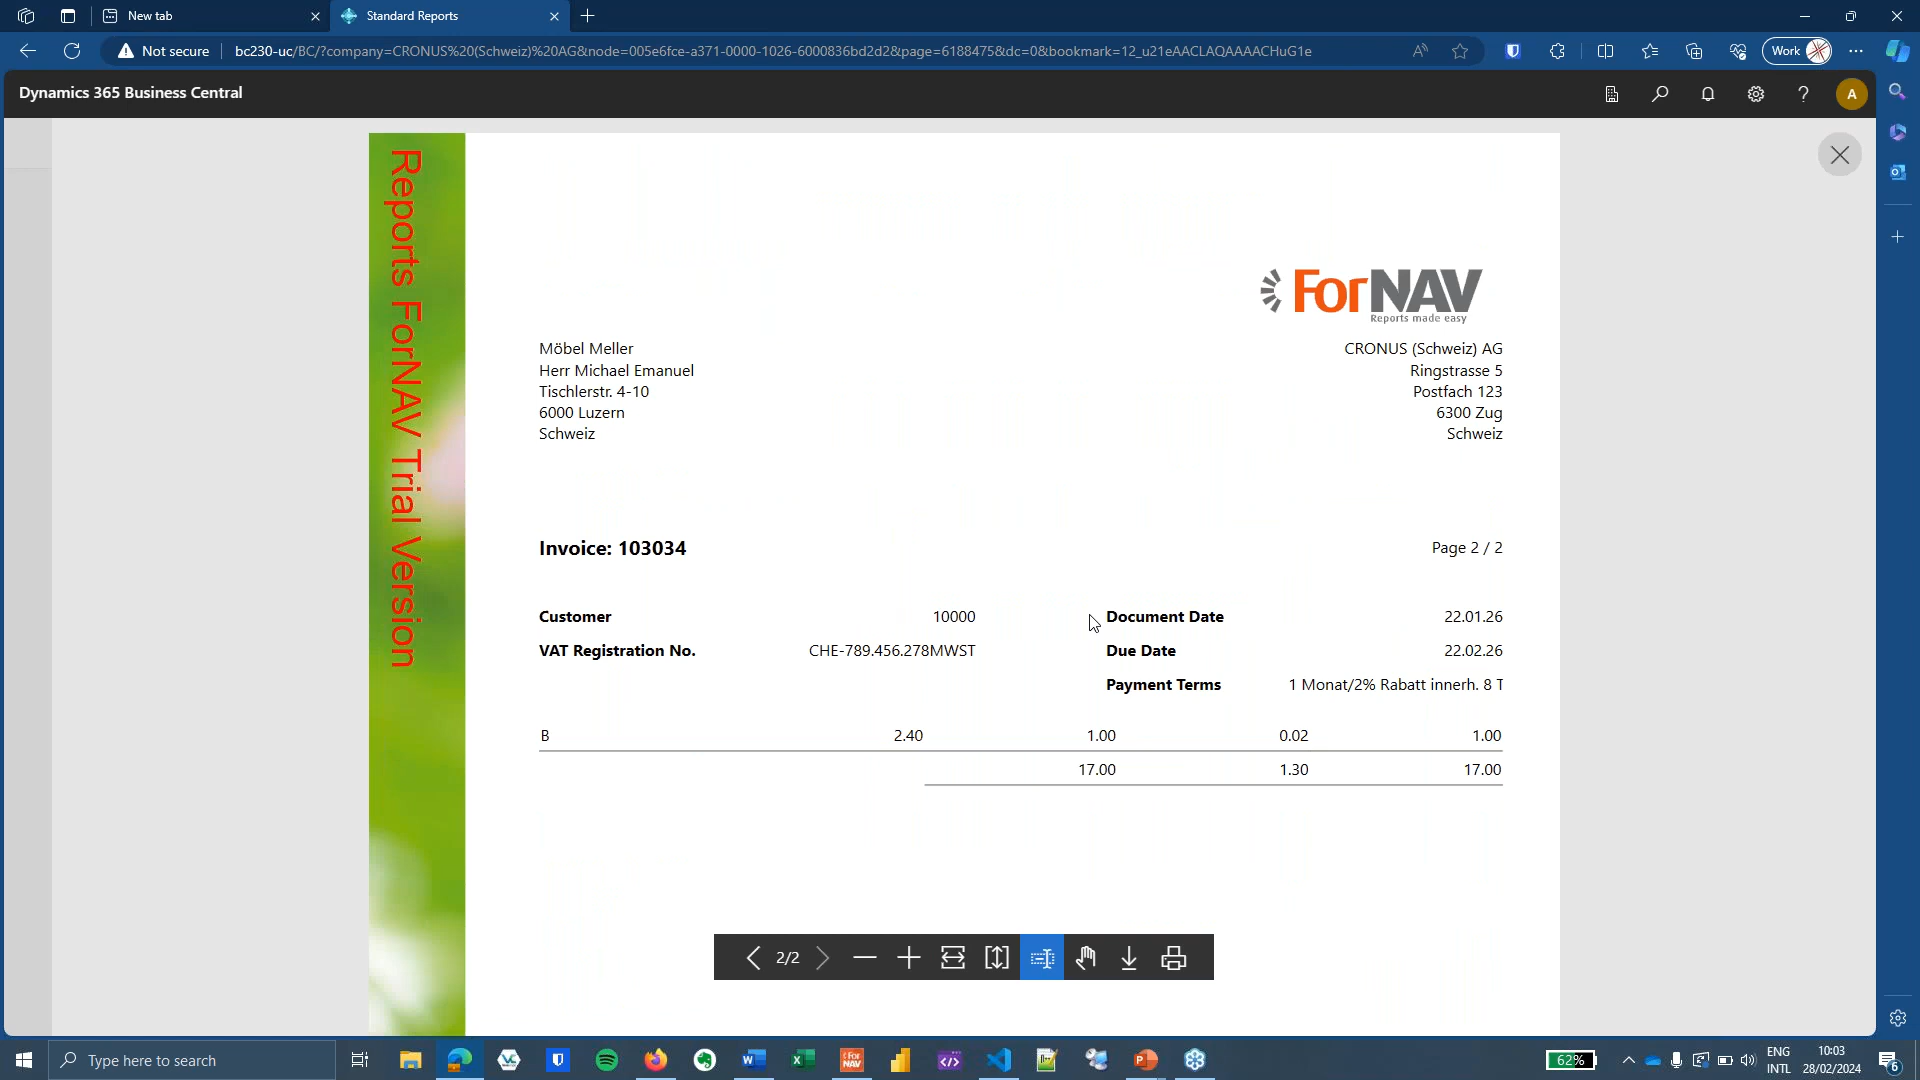 New tab
Standard Reports
Not secure
bc230-uc/BC/?company=CRONUS%20(Schweiz)%20AG&node=005e6fce-a371-0000-1026-6000836bd2d2&page=6188475&dc=0&bookmark=12_u21eAACLAQAAAACHuG1e
Work
Dynamics 365 Business Central
A
Reports ForNAV Trial Version
ForNAV
Reports made easy
Möbel Meller
Herr Michael Emanuel
Tischlerstr. 4-10
6000 Luzern
Schweiz
CRONUS (Schweiz) AG
Ringstrasse 5
Postfach 123
6300 Zug
Schweiz
Invoice: 103034
Page 2 / 2
Customer 10000
Document Date 22.01.26
VAT Registration No. CHE-789.456.278MWST
Due Date 22.02.26
Payment Terms 1 Monat/2% Rabatt innerh. 8 T
B 2.40 1.00 0.02 1.00
17.00 1.30 17.00
2/2
Type here to search
62%
ENG
INTL
10:03
28/02/2024
6